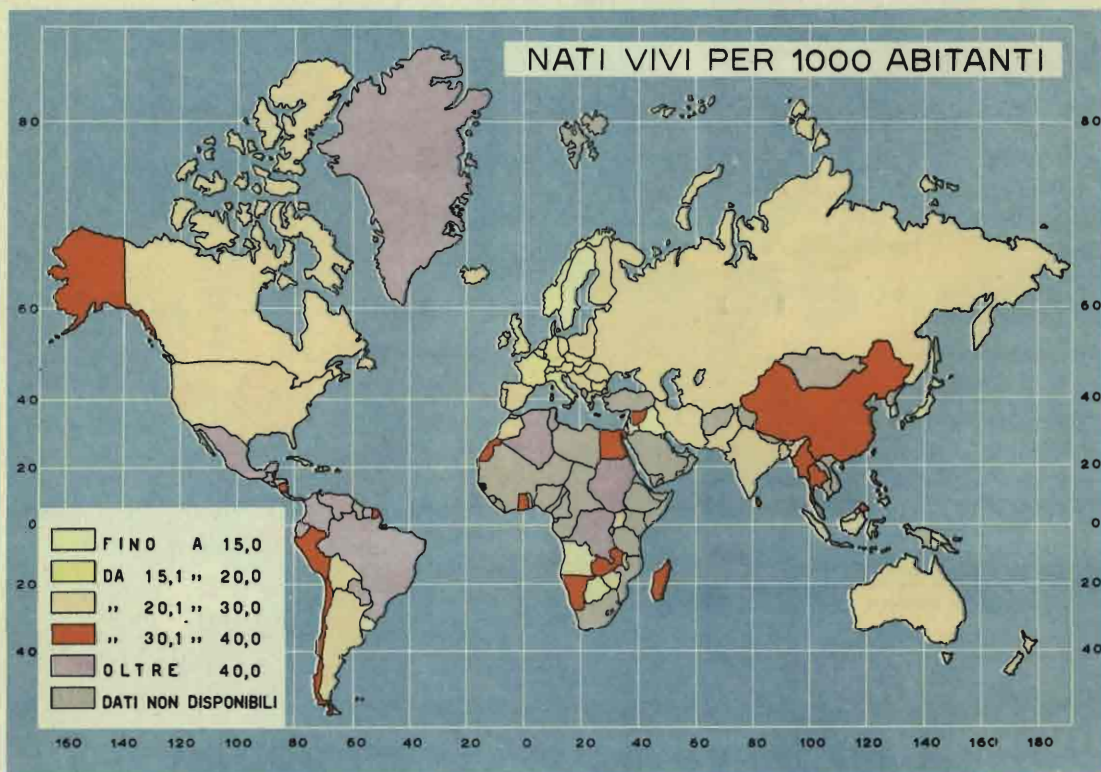 NATI VIVI PER 1000 ABITANTI
80 80
60 60
40 40
20 20
0 0
20 20
40 40
FINO A 15,0
DA 15,1 " 20,0
" 20,1 " 30,0
" 30,1 " 40,0
OLTRE 40,0
DATI NON DISPONIBILI
160 140 120 100 80 60 40 20 0 20 40 60 80 100 120 140 160 180